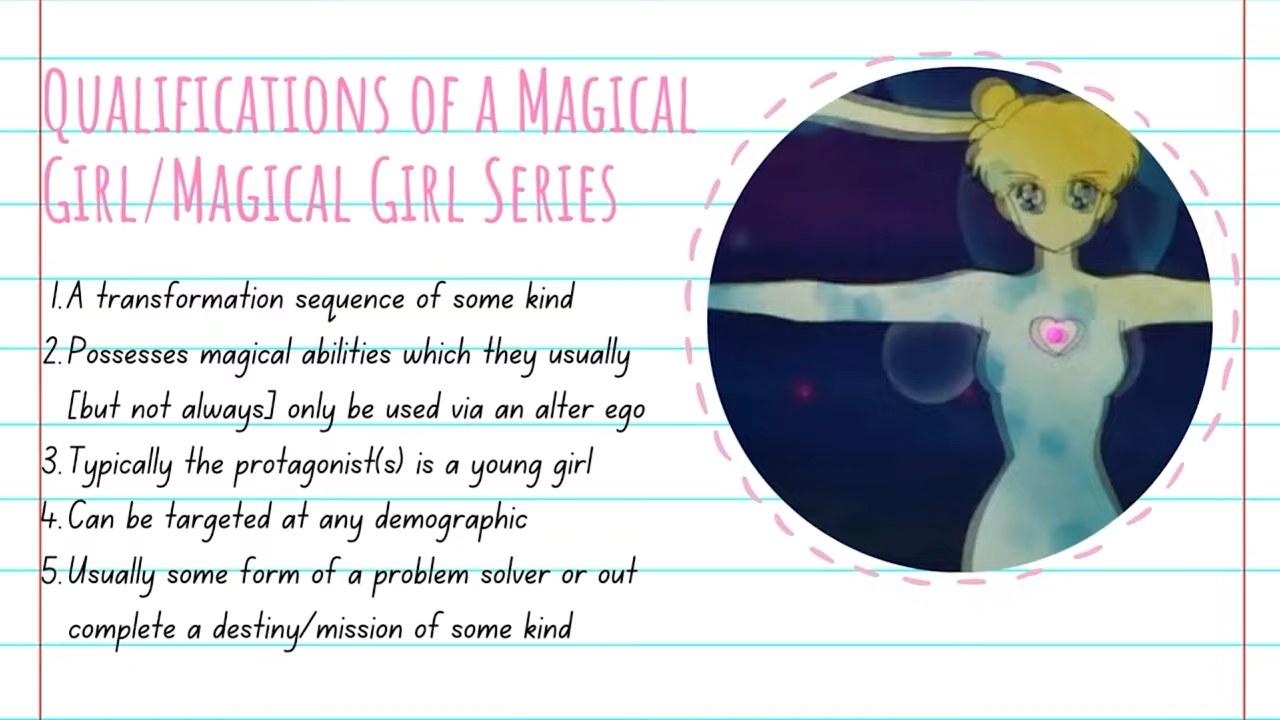 Qualifications of a Magical
Girl/Magical Girl Series
1. A transformation sequence of some kind
2. Possesses magical abilities which they usually
[but not always] only be used via an alter ego
3. Typically the protagonist(s) is a young girl
4. Can be targeted at any demographic
5. Usually some form of a problem solver or out
complete a destiny/mission of some kind